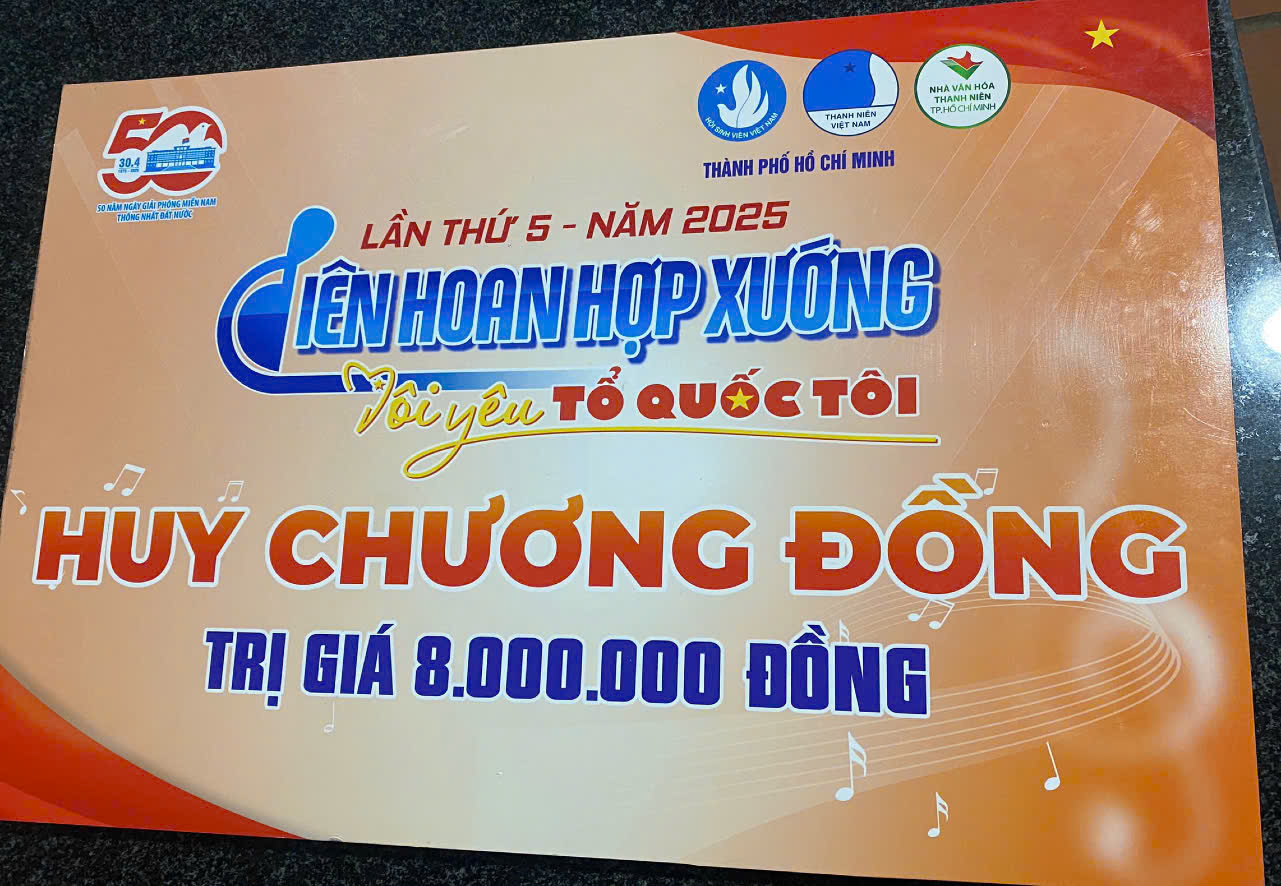 50
30.4
1975 - 2025
50 NĂM NGÀY GIẢI PHÓNG MIỀN NAM
THỐNG NHẤT ĐẤT NƯỚC
HỘI SINH VIÊN VIỆT NAM
THANH NIÊN
VIỆT NAM
NHÀ VĂN HÓA
THANH NIÊN
TP.HỒ CHÍ MINH
THÀNH PHỐ HỒ CHÍ MINH
LẦN THỨ 5 - NĂM 2025
LIÊN HOAN HỢP XƯỚNG
Tôi yêu TỔ QUỐC TÔI
HUY CHƯƠNG ĐỒNG
TRỊ GIÁ 8.000.000 ĐỒNG